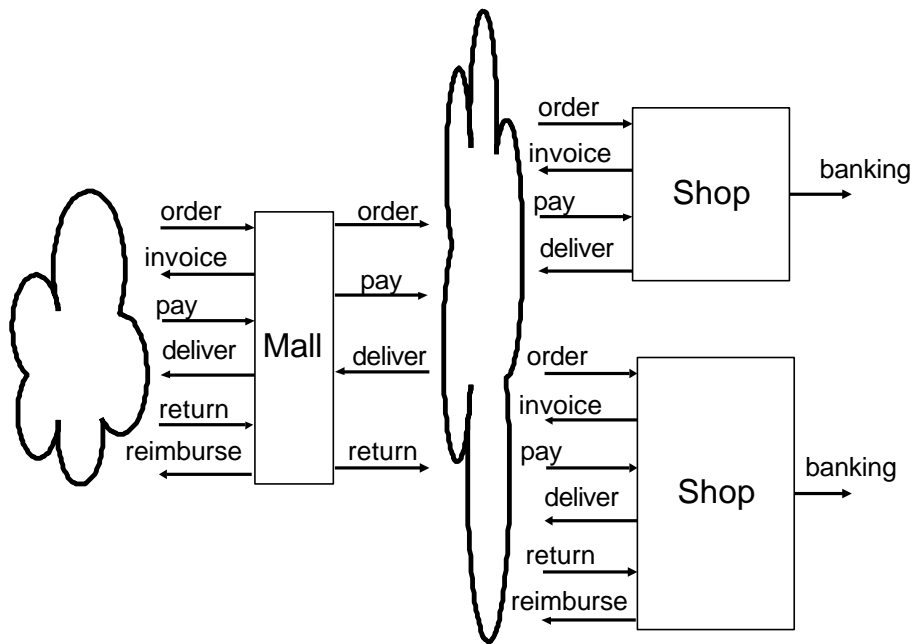 order
invoice
pay
deliver
return
reimburse
Mall
order
pay
deliver
return
order
invoice
pay
deliver
Shop
banking
order
invoice
pay
deliver
return
reimburse
Shop
banking